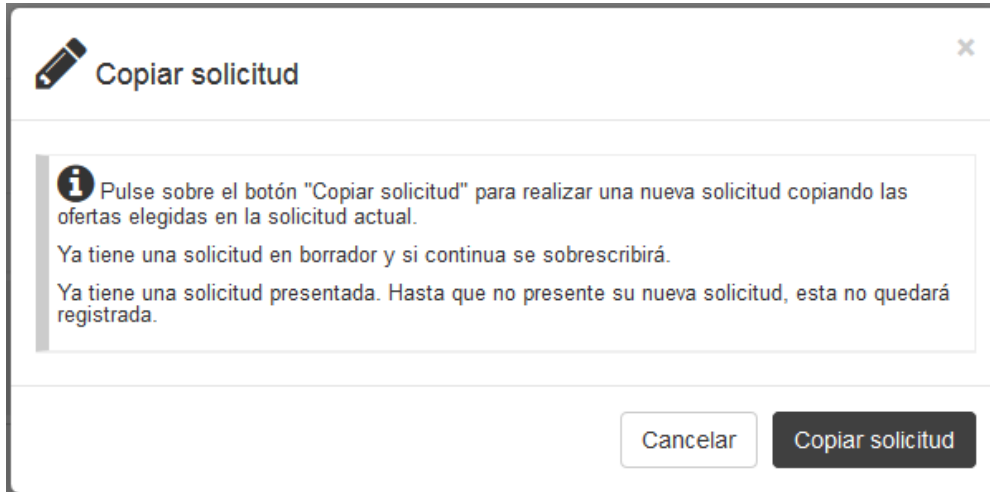 Copiar solicitud
×
Pulse sobre el botón "Copiar solicitud" para realizar una nueva solicitud copiando las
ofertas elegidas en la solicitud actual.
Ya tiene una solicitud en borrador y si continua se sobrescribirá.
Ya tiene una solicitud presentada. Hasta que no presente su nueva solicitud, esta no quedará
registrada.
Cancelar
Copiar solicitud